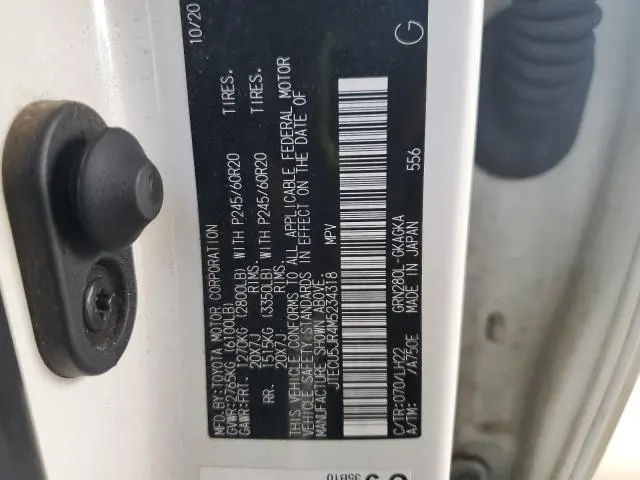 MFD.BY:TOYOTA MOTOR CORPORATION 10/20
GVWR:2765KG (6100LB)
GAWR:FRT. 1270KG (2800LB) WITH P245/60R20 TIRES.
20X7J RIMS.
RR. 1515KG (3350LB) WITH P245/60R20 TIRES.
20X7J RIMS.
THIS VEHICLE CONFORMS TO ALL APPLICABLE FEDERAL MOTOR
VEHICLE SAFETY STANDARDS IN EFFECT ON THE DATE OF
MANUFACTURE SHOWN ABOVE.
JTECU5JR4M5234318 MPV
C/TR:070/LH22 GRN280L-GKAGKA 556
A/TM: /A750E MADE IN JAPAN
G
35B10